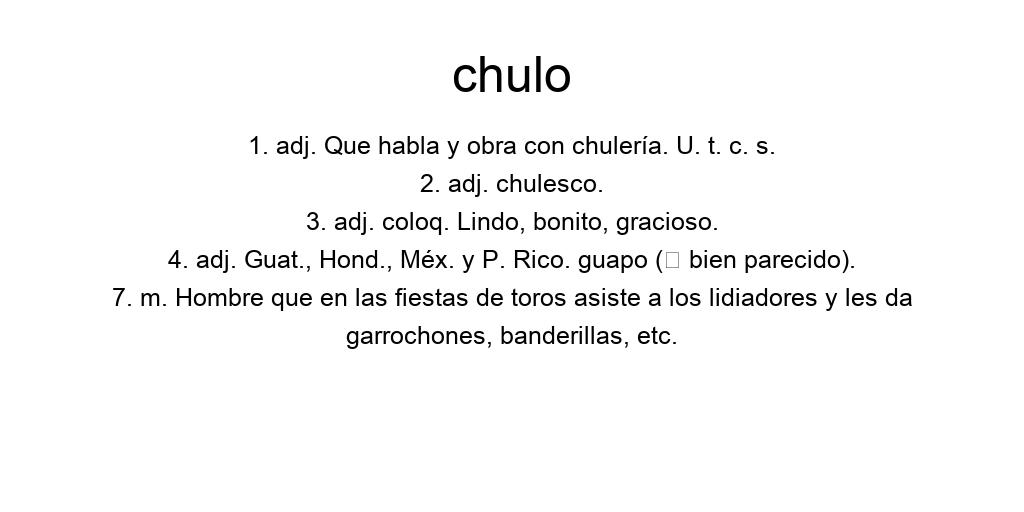 chulo
1. adj. Que habla y obra con chulería. U. t. c. s.
2. adj. chulesco.
3. adj. coloq. Lindo, bonito, gracioso.
4. adj. Guat., Hond., Méx. y P. Rico. guapo (▯ bien parecido).
7. m. Hombre que en las fiestas de toros asiste a los lidiadores y les da
garrochones, banderillas, etc.